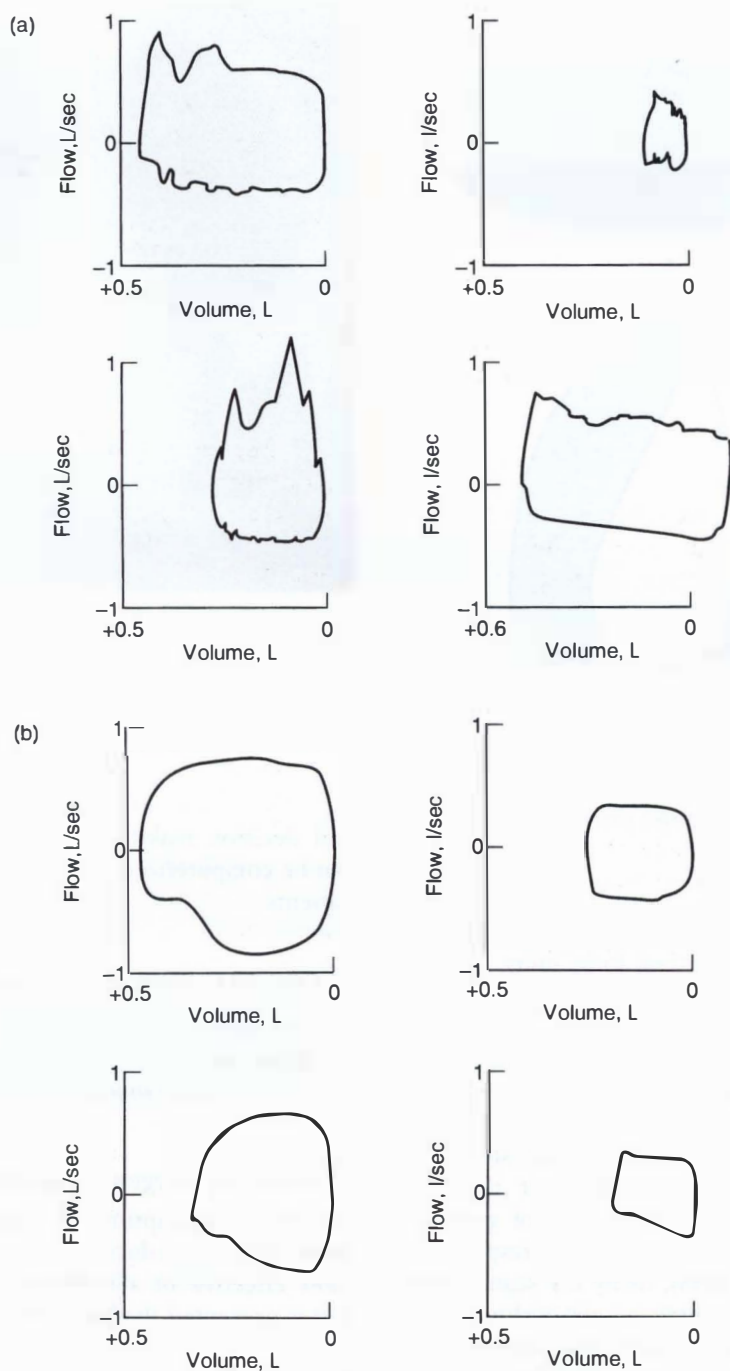 (a)
1
0
−1
Flow, L/sec
+0.5
0
Volume, L
1
0
−1
Flow, l/sec
+0.5
0
Volume, L
1
0
−1
Flow, L/sec
+0.5
0
Volume, L
1
0
−1
Flow, l/sec
+0.6
0
Volume, L
(b)
1
0
−1
Flow, L/sec
+0.5
0
Volume, L
1
0
−1
Flow, l/sec
+0.5
0
Volume, L
1
0
−1
Flow, L/sec
+0.5
0
Volume, L
1
0
−1
Flow, l/sec
+0.5
0
Volume, L